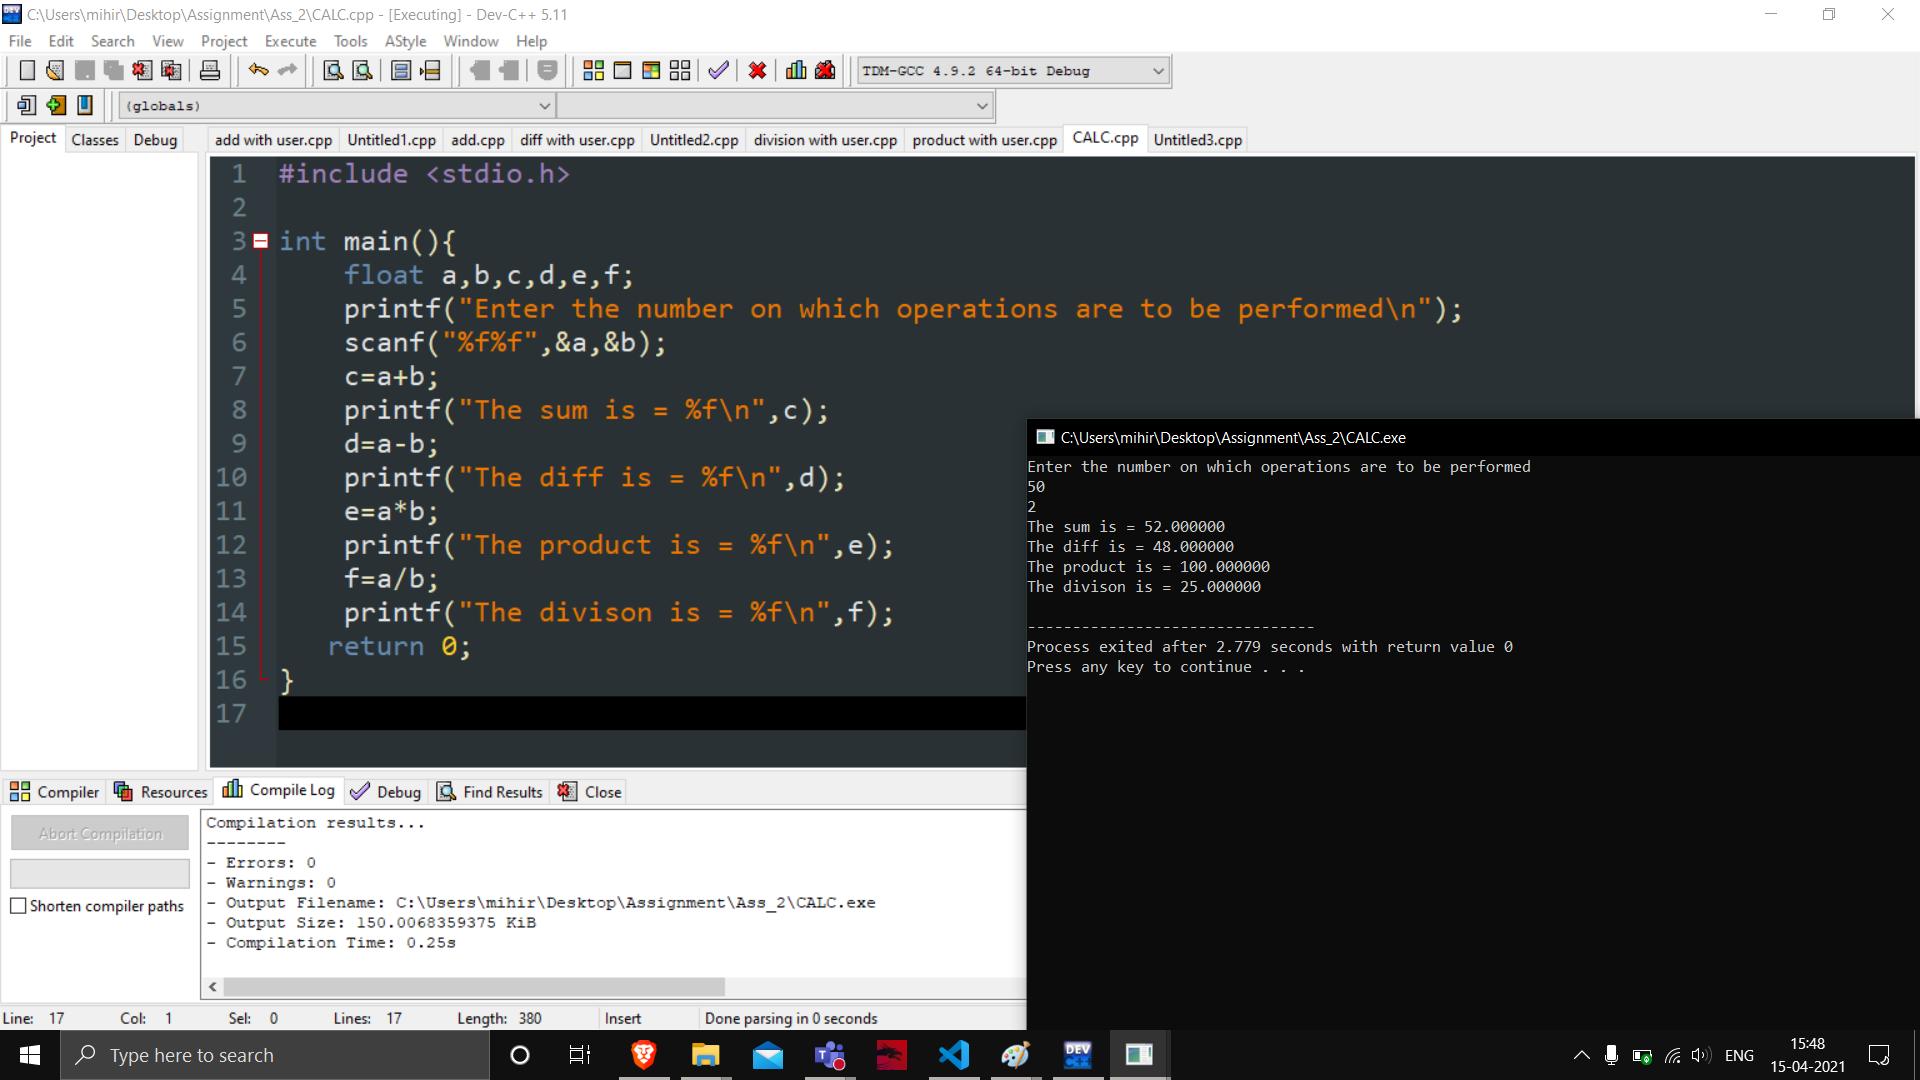 C:\Users\mihir\Desktop\Assignment\Ass_2\CALC.cpp - [Executing] - Dev-C++ 5.11
File Edit Search View Project Execute Tools AStyle Window Help
TDM-GCC 4.9.2 64-bit Debug
(globals)
Project Classes Debug
add with user.cpp Untitled1.cpp add.cpp diff with user.cpp Untitled2.cpp division with user.cpp product with user.cpp CALC.cpp Untitled3.cpp
1 #include <stdio.h>
2
3 int main(){
4 float a,b,c,d,e,f;
5 printf("Enter the number on which operations are to be performed\n");
6 scanf("%f%f",&a,&b);
7 c=a+b;
8 printf("The sum is = %f\n",c);
9 d=a-b;
10 printf("The diff is = %f\n",d);
11 e=a*b;
12 printf("The product is = %f\n",e);
13 f=a/b;
14 printf("The divison is = %f\n",f);
15 return 0;
16 }
17
C:\Users\mihir\Desktop\Assignment\Ass_2\CALC.exe
Enter the number on which operations are to be performed
50
2
The sum is = 52.000000
The diff is = 48.000000
The product is = 100.000000
The divison is = 25.000000
--------------------------------
Process exited after 2.779 seconds with return value 0
Press any key to continue . . .
Compiler Resources Compile Log Debug Find Results Close
Abort Compilation
Shorten compiler paths
Compilation results...
--------
- Errors: 0
- Warnings: 0
- Output Filename: C:\Users\mihir\Desktop\Assignment\Ass_2\CALC.exe
- Output Size: 150.0068359375 KiB
- Compilation Time: 0.25s
Line: 17 Col: 1 Sel: 0 Lines: 17 Length: 380 Insert Done parsing in 0 seconds
Type here to search
DEV C++
ENG
15:48
15-04-2021